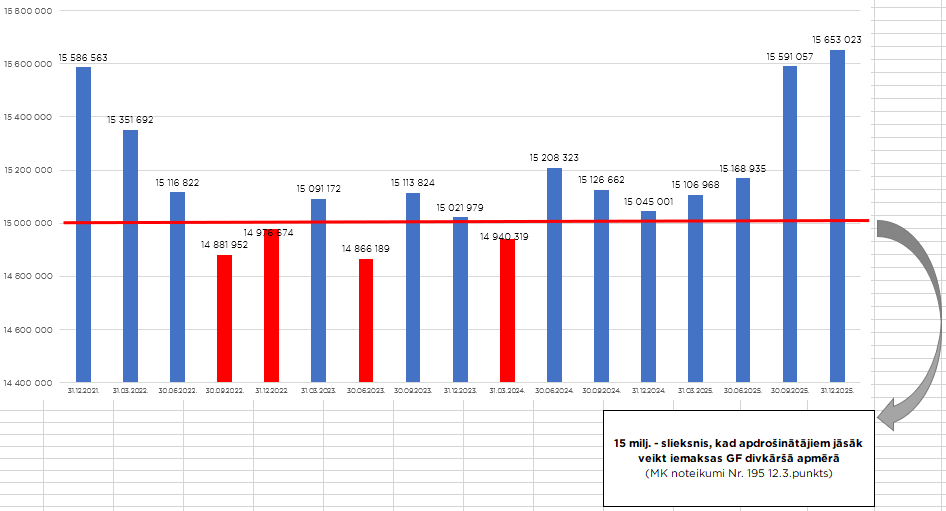 15 800 000
15 600 000
15 400 000
15 200 000
15 000 000
14 800 000
14 600 000
14 400 000
15 586 563
15 351 692
15 116 822
14 881 952
14 978 674
15 091 172
14 866 189
15 113 824
15 021 979
14 940 319
15 208 323
15 126 662
15 045 001
15 106 968
15 168 935
15 591 057
15 653 023
31.12.2021.
31.03.2022.
30.06.2022.
30.09.2022.
31.12.2022
31.03.2023.
30.06.2023.
30.09.2023.
31.12.2023.
31.03.2024.
30.06.2024.
30.09.2024.
31.12.2024
31.03.2025.
30.06.2025.
30.09.2025.
31.12.2025.
15 milj. - slieksnis, kad apdrošinātājiem jāsāk
veikt iemaksas GF divkāršā apmērā
(MK noteikumi Nr. 195 12.3.punkts)